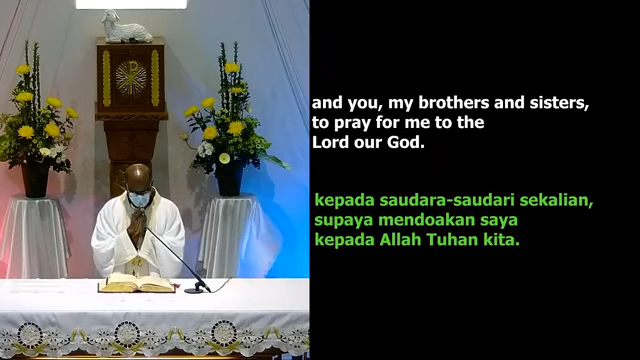 and you, my brothers and sisters,
to pray for me to the
Lord our God.
kepada saudara-saudari sekalian,
supaya mendoakan saya
kepada Allah Tuhan kita.